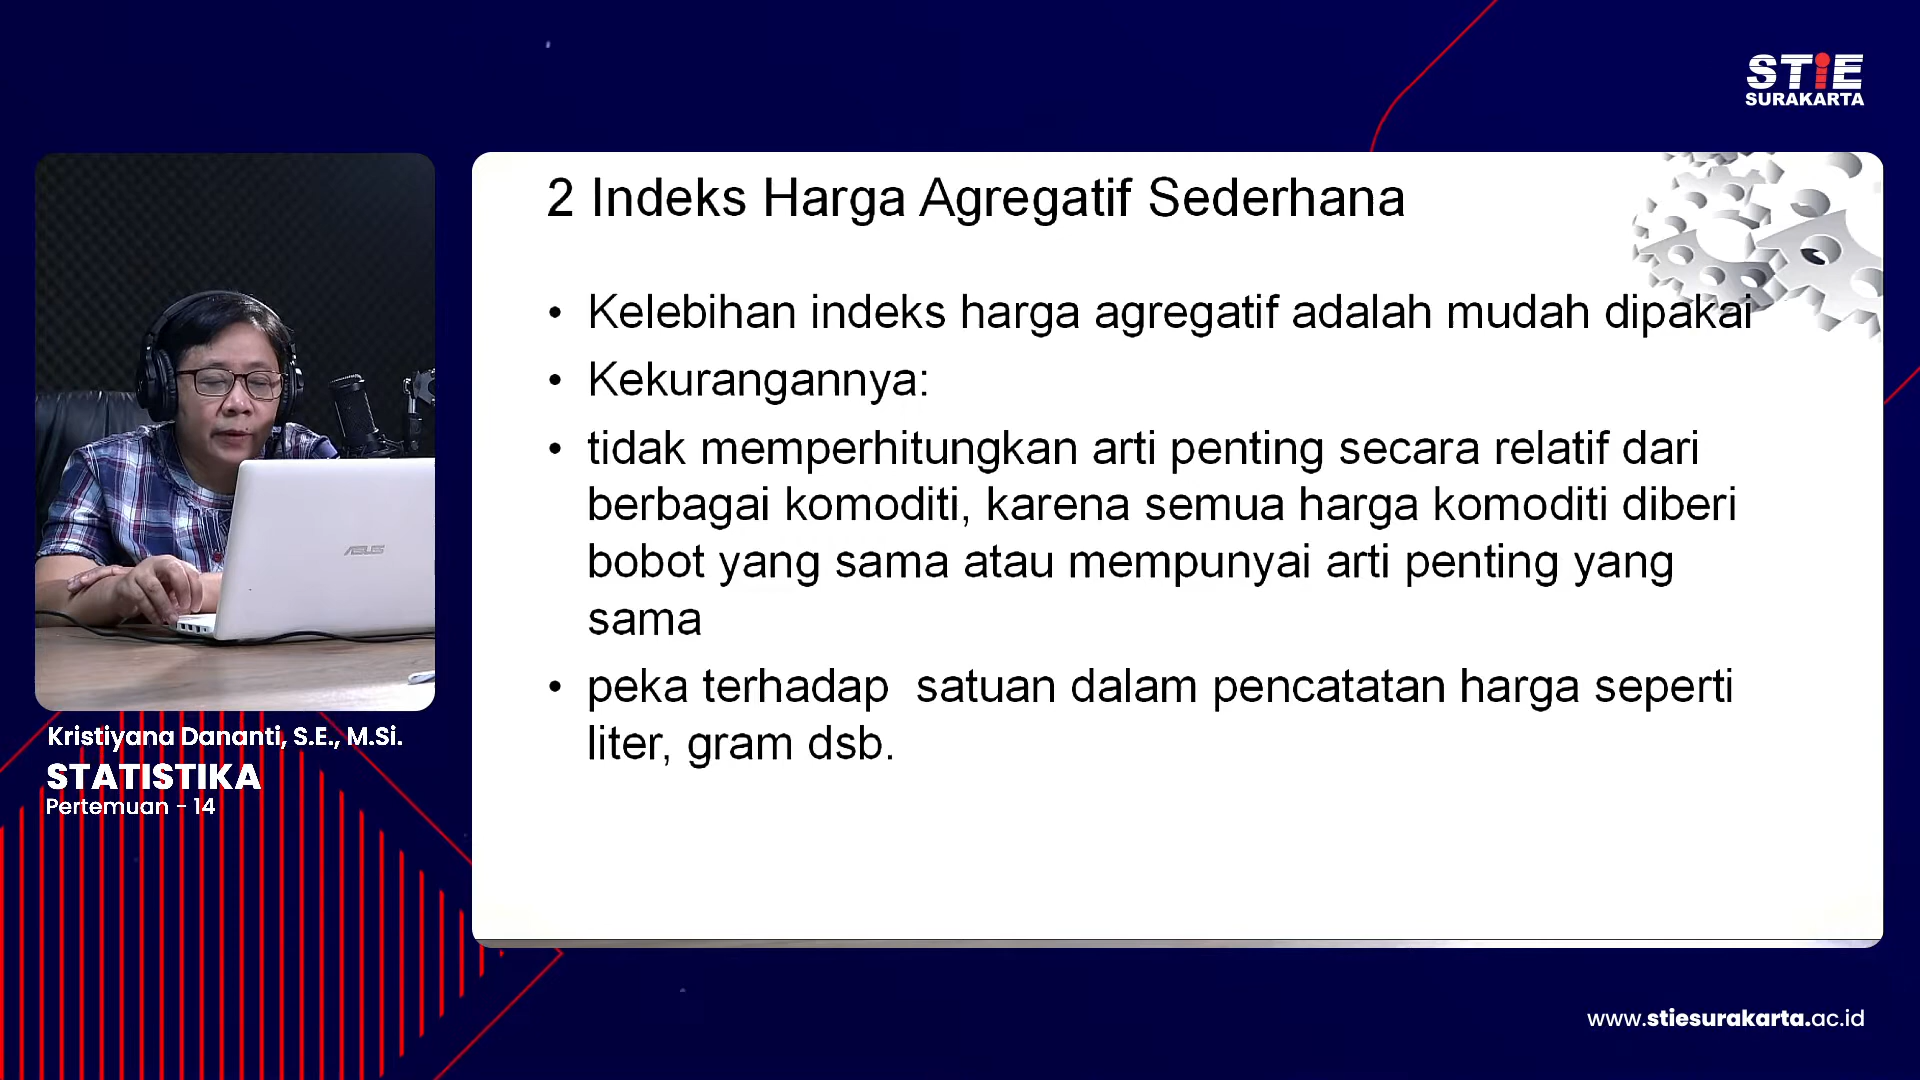 STiE
SURAKARTA
2 Indeks Harga Agregatif Sederhana
• Kelebihan indeks harga agregatif adalah mudah dipakai
• Kekurangannya:
• tidak memperhitungkan arti penting secara relatif dari
berbagai komoditi, karena semua harga komoditi diberi
bobot yang sama atau mempunyai arti penting yang
sama
• peka terhadap  satuan dalam pencatatan harga seperti
liter, gram dsb.
ASUS
Kristiyana Dananti, S.E., M.Si.
STATISTIKA
Pertemuan - 14
www.stiesurakarta.ac.id